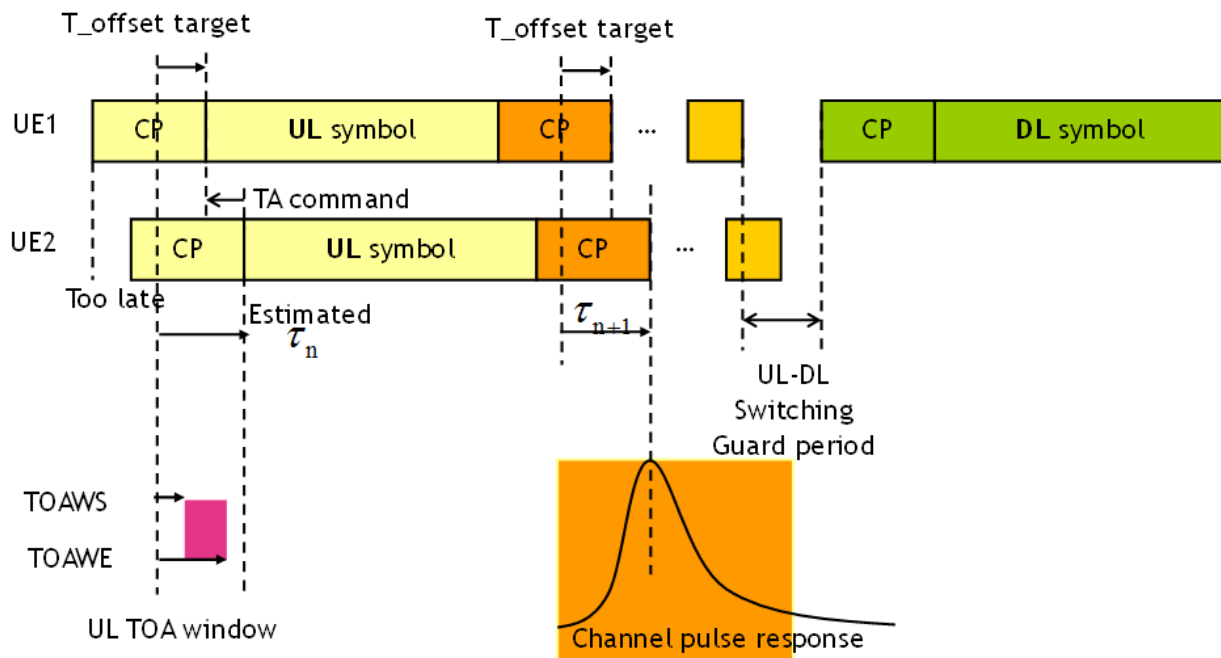 T_offset target
T_offset target
UE1
CP
UL symbol
CP
...
CP
DL symbol
TA command
UE2
CP
UL symbol
CP
...
Too late
Estimated
τn
τn+1
UL-DL
Switching
Guard period
TOAWS
TOAWE
UL TOA window
Channel pulse response